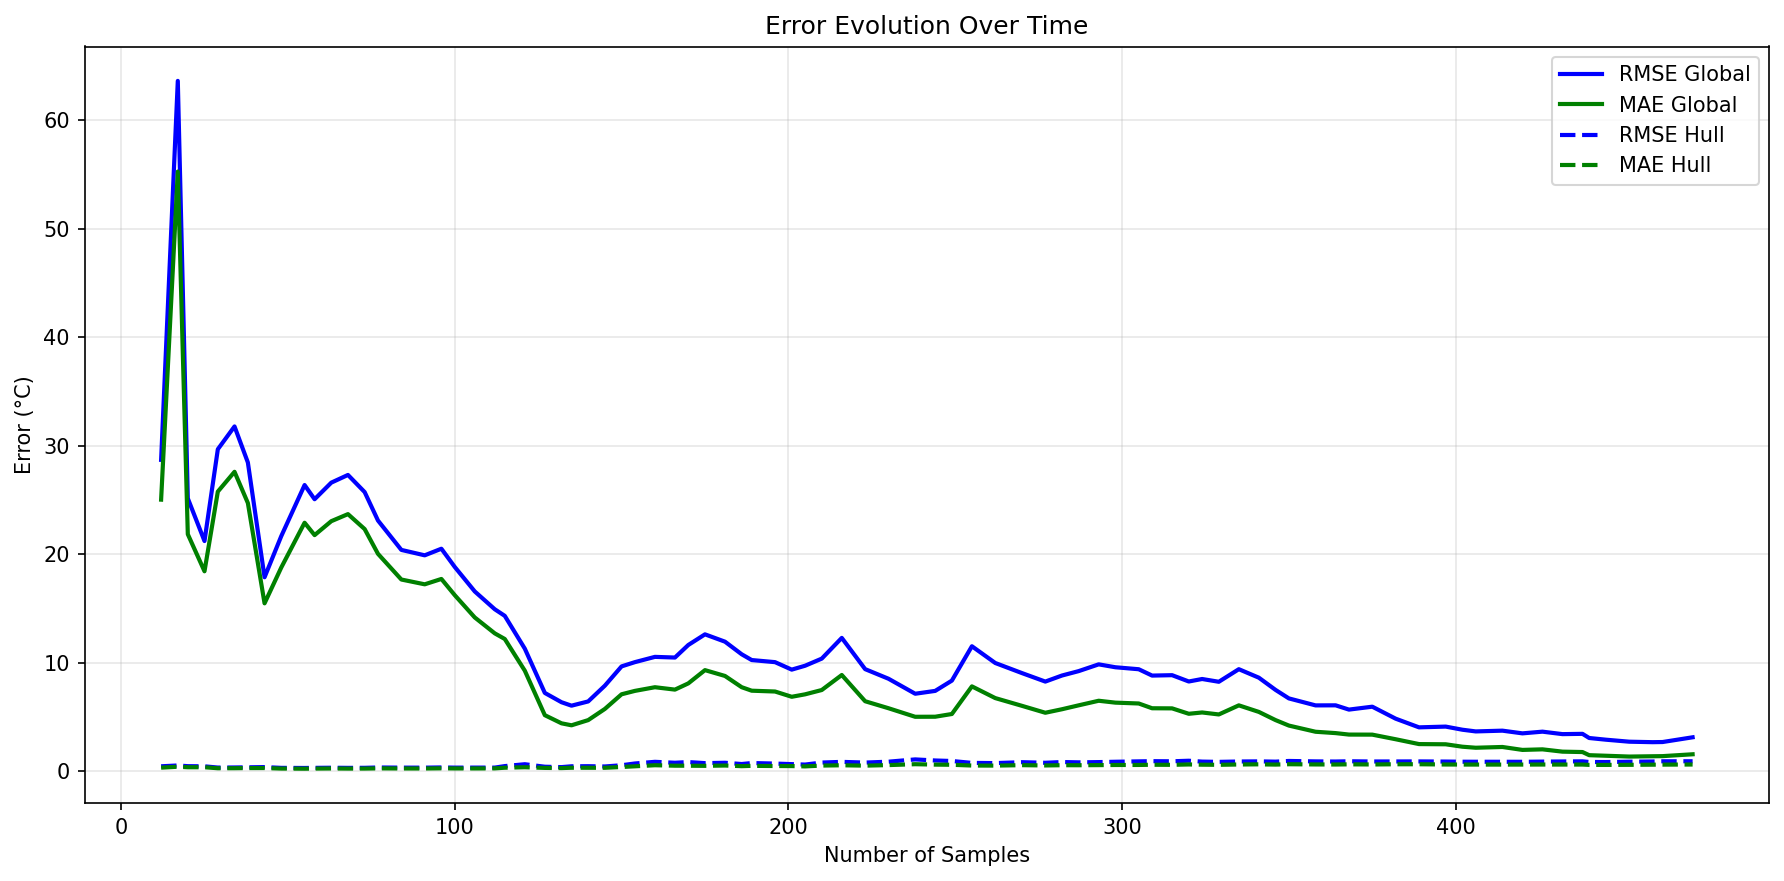 Error Evolution Over Time
RMSE Global
MAE Global
RMSE Hull
MAE Hull
Error (°C)
60
50
40
30
20
10
0
0 100 200 300 400
Number of Samples